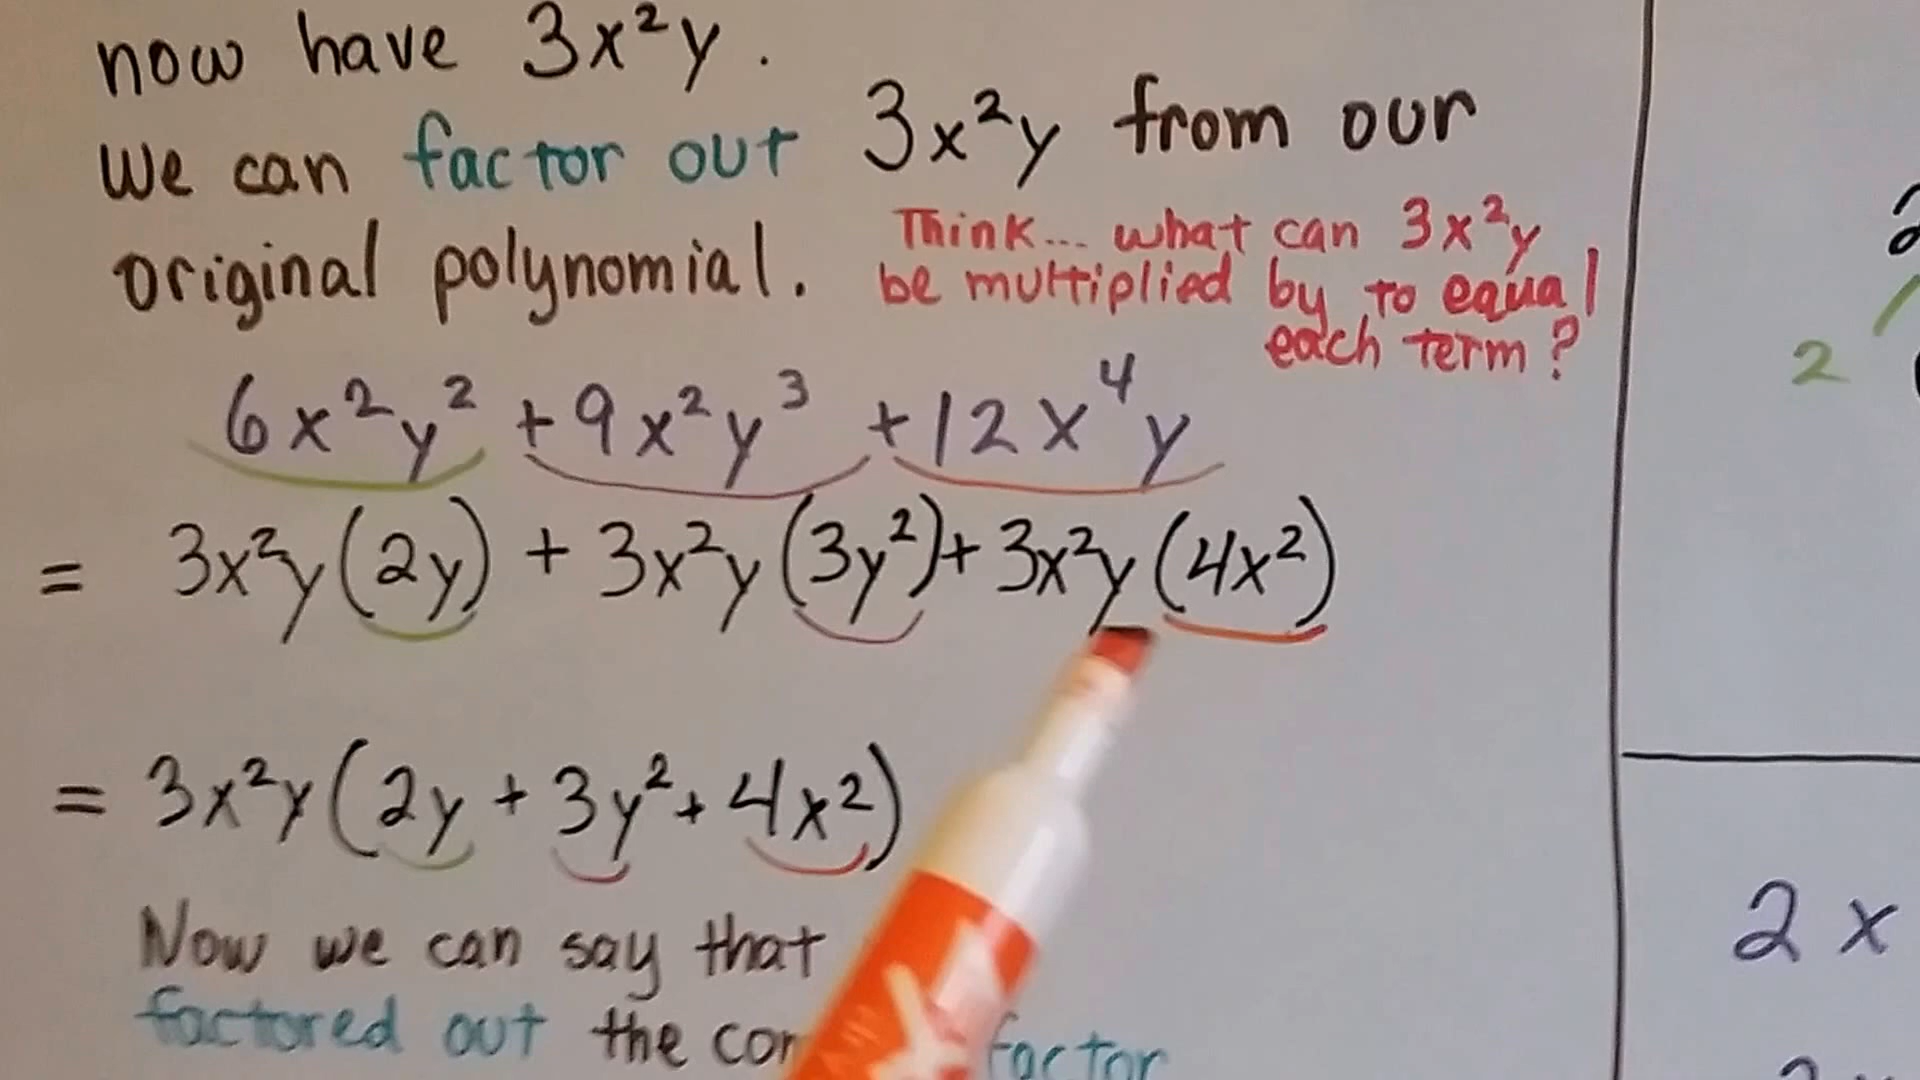 now have 3x²y.
We can factor out 3x²y from our
original polynomial.
Think... what can 3x²y
be multiplied by to equal
each term?
6x²y² + 9x²y³ + 12x⁴y
= 3x²y(2y) + 3x²y(3y²) + 3x²y(4x²)
= 3x²y(2y + 3y² + 4x²)
Now we can say that
factored out the factor
2
2 x